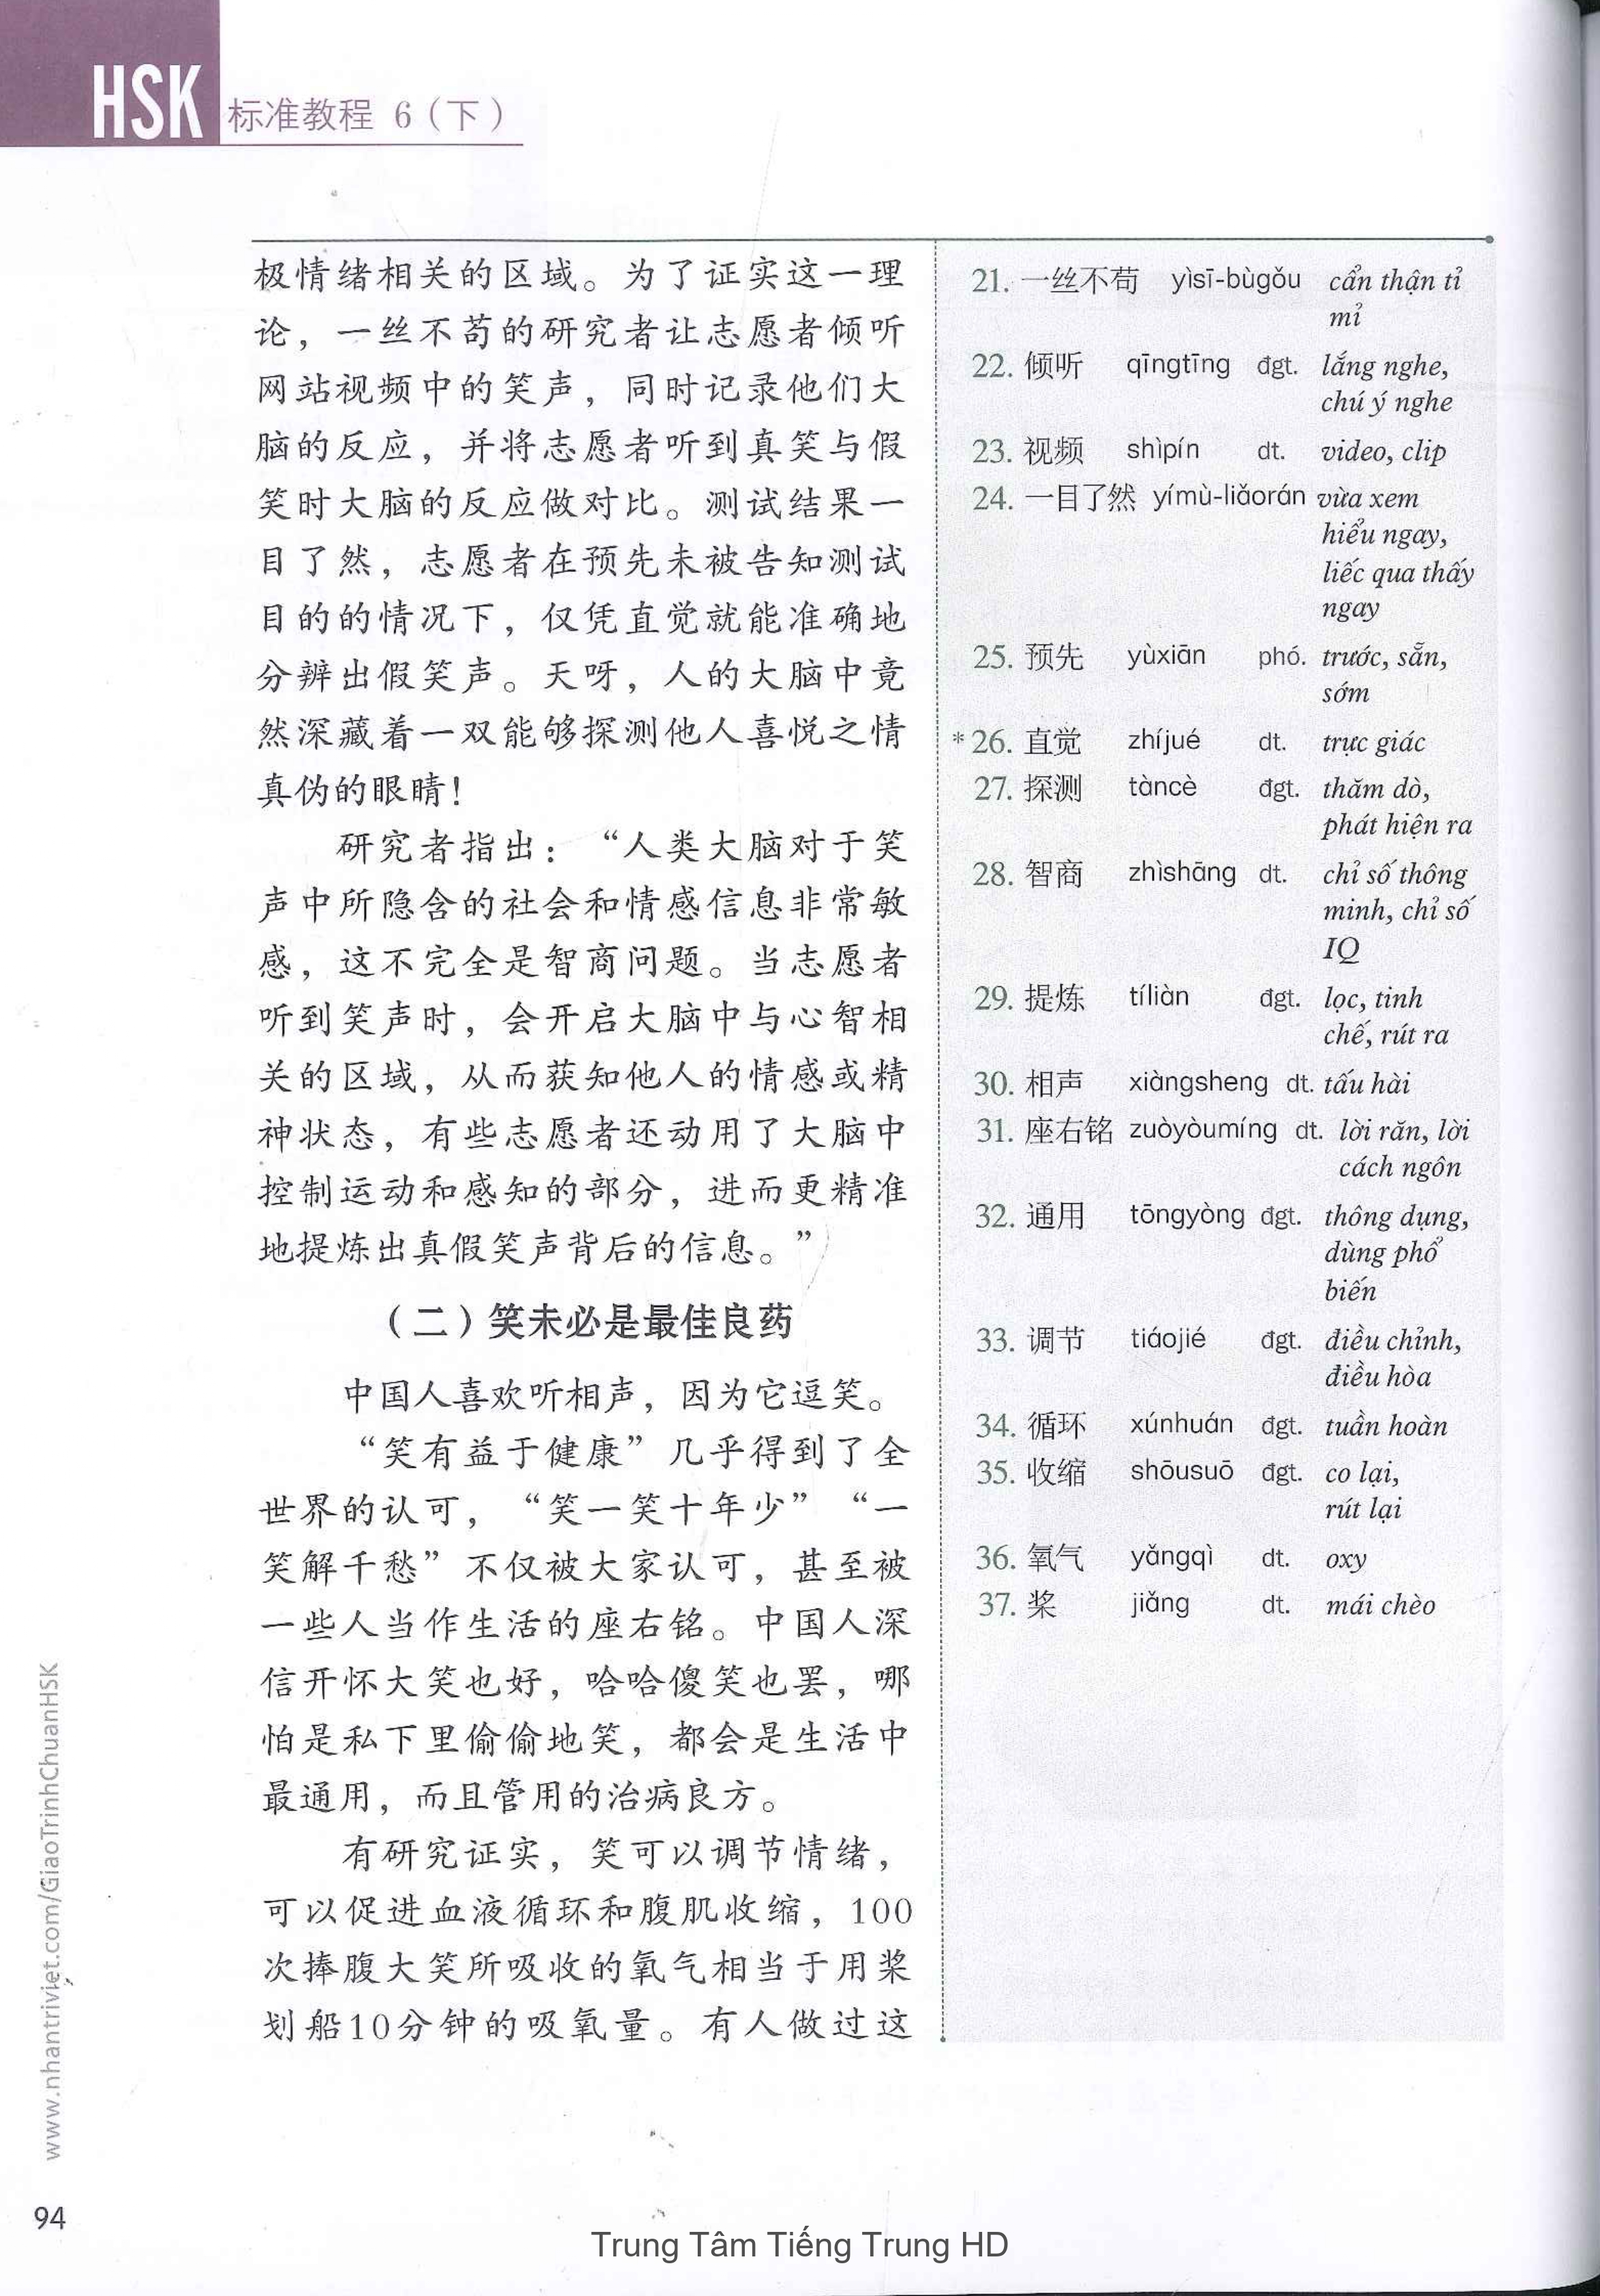 HSK 标准教程 6（下）
极情绪相关的区域。为了证实这一理
论，一丝不苟的研究者让志愿者倾听
网站视频中的笑声，同时记录他们大
脑的反应，并将志愿者听到真笑与假
笑时大脑的反应做对比。测试结果一
目了然，志愿者在预先未被告知测试
目的的情况下，仅凭直觉就能准确地
分辨出假笑声。天呀，人的大脑中竟
然深藏着一双能够探测他人喜悦之情
真伪的眼睛！
研究者指出：“人类大脑对于笑
声中所隐含的社会和情感信息非常敏
感，这不完全是智商问题。当志愿者
听到笑声时，会开启大脑中与心智相
关的区域，从而获知他人的情感或精
神状态，有些志愿者还动用了大脑中
控制运动和感知的部分，进而更精准
地提炼出真假笑声背后的信息。”
（二）笑未必是最佳良药
中国人喜欢听相声，因为它逗笑。
“笑有益于健康”几乎得到了全
世界的认可，“笑一笑十年少”“一
笑解千愁”不仅被大家认可，甚至被
一些人当作生活的座右铭。中国人深
信开怀大笑也好，哈哈傻笑也罢，哪
怕是私下里偷偷地笑，都会是生活中
最通用，而且管用的治病良方。
有研究证实，笑可以调节情绪，
可以促进血液循环和腹肌收缩，100
次捧腹大笑所吸收的氧气相当于用桨
划船10分钟的吸氧量。有人做过这
21. 一丝不苟 yìsī-bùgǒu cẩn thận tỉ
mỉ
22. 倾听 qīngtīng đgt. lắng nghe,
chú ý nghe
23. 视频 shìpín dt. video, clip
24. 一目了然 yímù-liǎorán vừa xem
hiểu ngay,
liếc qua thấy
ngay
25. 预先 yùxiān phó. trước, sẵn,
sớm
*26. 直觉 zhíjué dt. trực giác
27. 探测 tàncè đgt. thăm dò,
phát hiện ra
28. 智商 zhìshāng dt. chỉ số thông
minh, chỉ số
IQ
29. 提炼 tíliàn đgt. lọc, tinh
chế, rút ra
30. 相声 xiàngsheng dt. tấu hài
31. 座右铭 zuòyòumíng dt. lời răn, lời
cách ngôn
32. 通用 tōngyòng đgt. thông dụng,
dùng phổ
biến
33. 调节 tiáojié đgt. điều chỉnh,
điều hòa
34. 循环 xúnhuán đgt. tuần hoàn
35. 收缩 shōusuō đgt. co lại,
rút lại
36. 氧气 yǎngqì dt. oxy
37. 桨 jiǎng dt. mái chèo
www.nhantriviet.com/GiaoTrinhChuanHSK
94
Trung Tâm Tiếng Trung HD